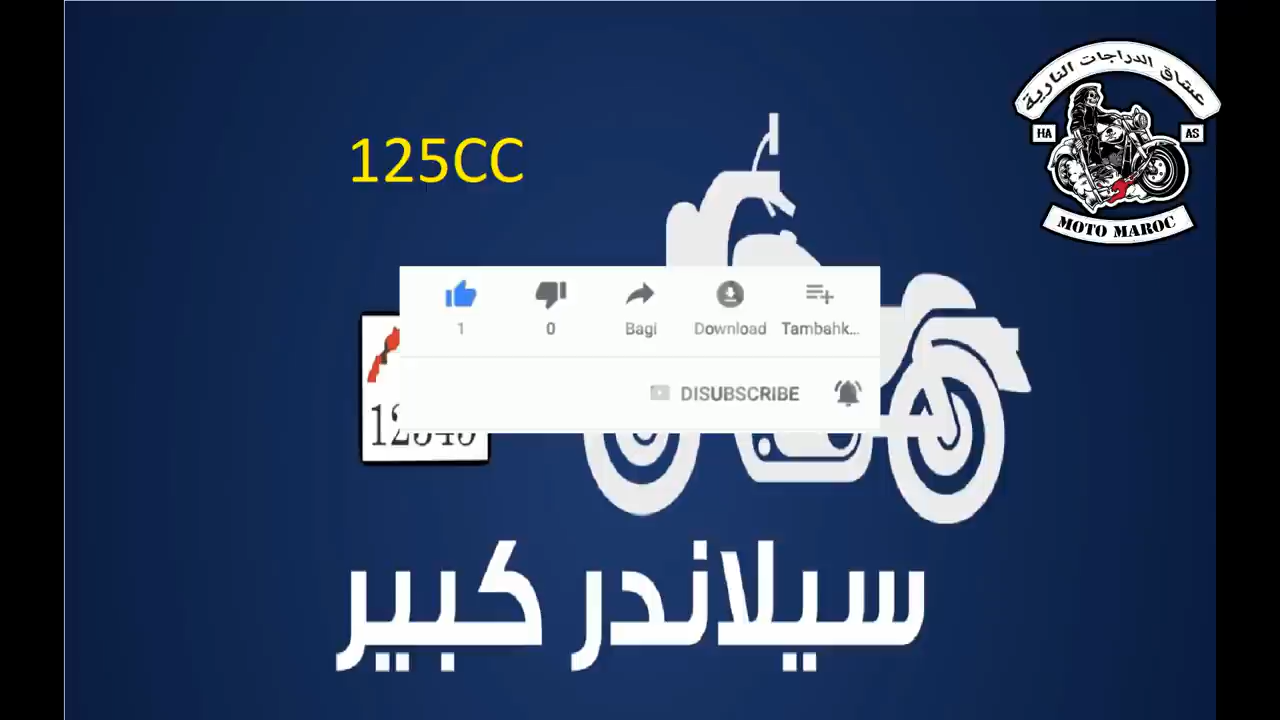 عشاق الدراجات النارية
HA
AS
MOTO MAROC
125CC
1
0
Bagi
Download
Tambahk...
DISUBSCRIBE
سيلاندر كبير